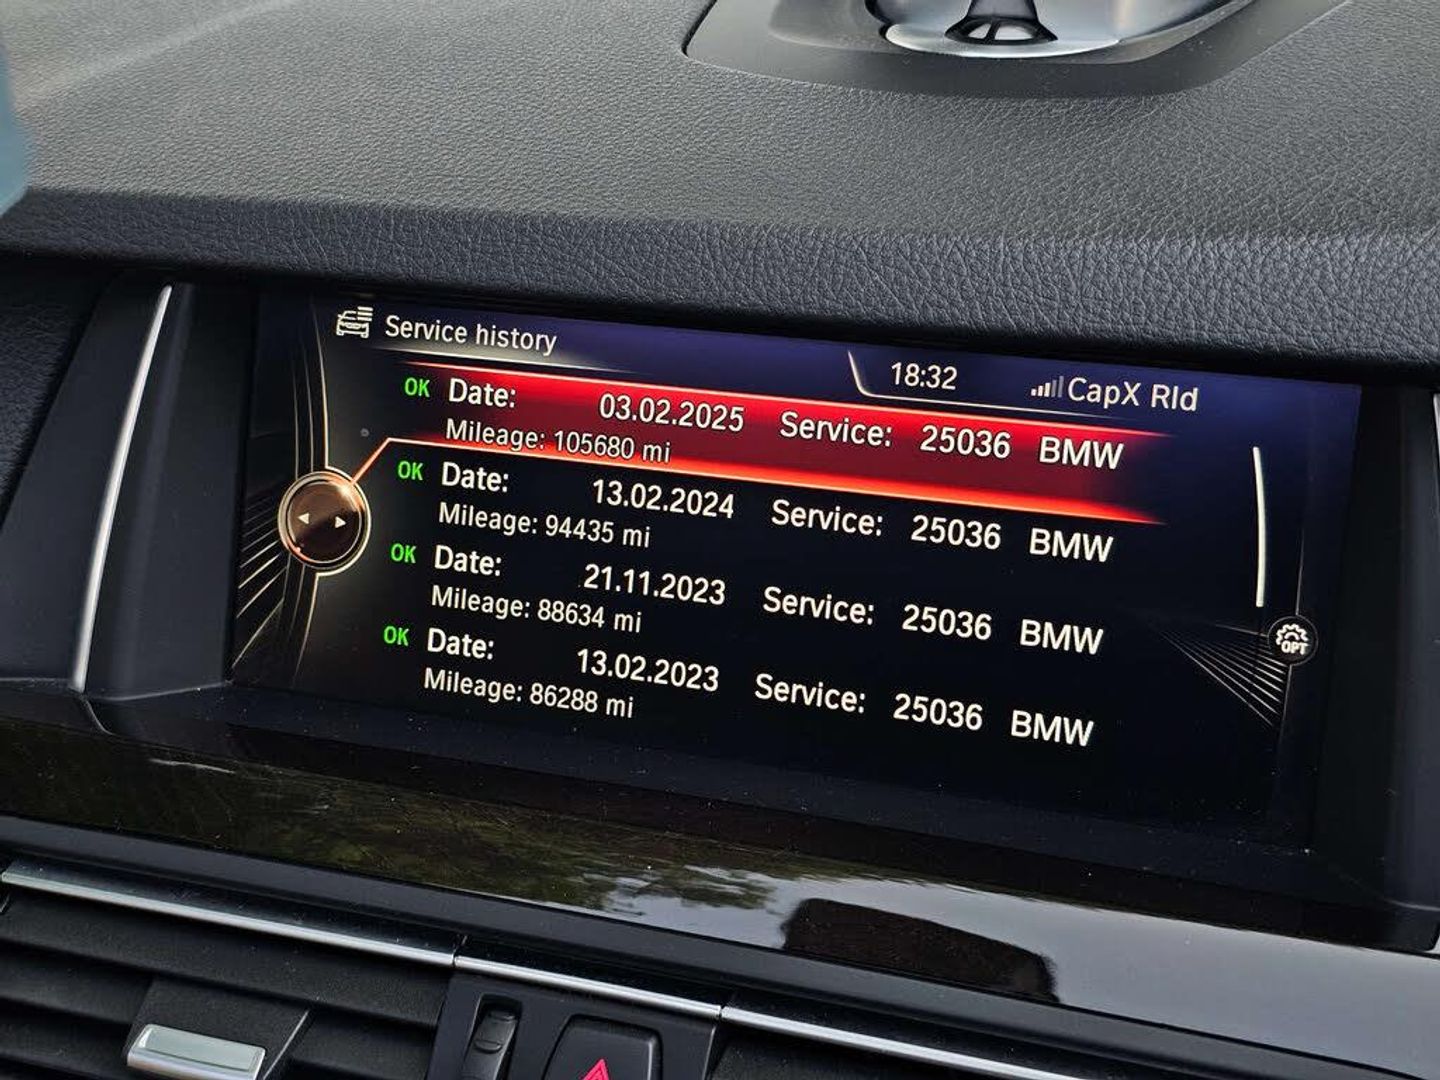 Service history
18:32 CapX Rld
OK Date: 03.02.2025 Service: 25036 BMW
Mileage: 105680 mi
OK Date: 13.02.2024 Service: 25036 BMW
Mileage: 94435 mi
OK Date: 21.11.2023 Service: 25036 BMW
Mileage: 88634 mi
OK Date: 13.02.2023 Service: 25036 BMW
Mileage: 86288 mi
OPT